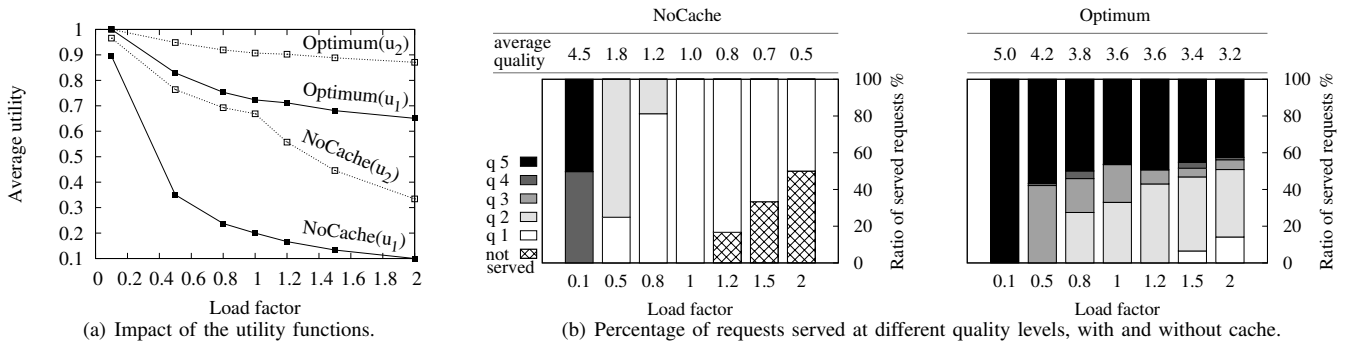 1
0.9
0.8
0.7
0.6
0.5
0.4
0.3
0.2
0.1
Average utility
Optimum(u2)
Optimum(u1)
NoCache(u2)
NoCache(u1)
0 0.2 0.4 0.6 0.8 1 1.2 1.4 1.6 1.8 2
Load factor
(a) Impact of the utility functions.
NoCache
average quality 4.5 1.8 1.2 1.0 0.8 0.7 0.5
q 5
q 4
q 3
q 2
q 1
not
served
100
80
60
40
20
0
Ratio of served requests %
0.1 0.5 0.8 1 1.2 1.5 2
Load factor
Optimum
5.0 4.2 3.8 3.6 3.6 3.4 3.2
100
80
60
40
20
0
Ratio of served requests %
0.1 0.5 0.8 1 1.2 1.5 2
Load factor
(b) Percentage of requests served at different quality levels, with and without cache.